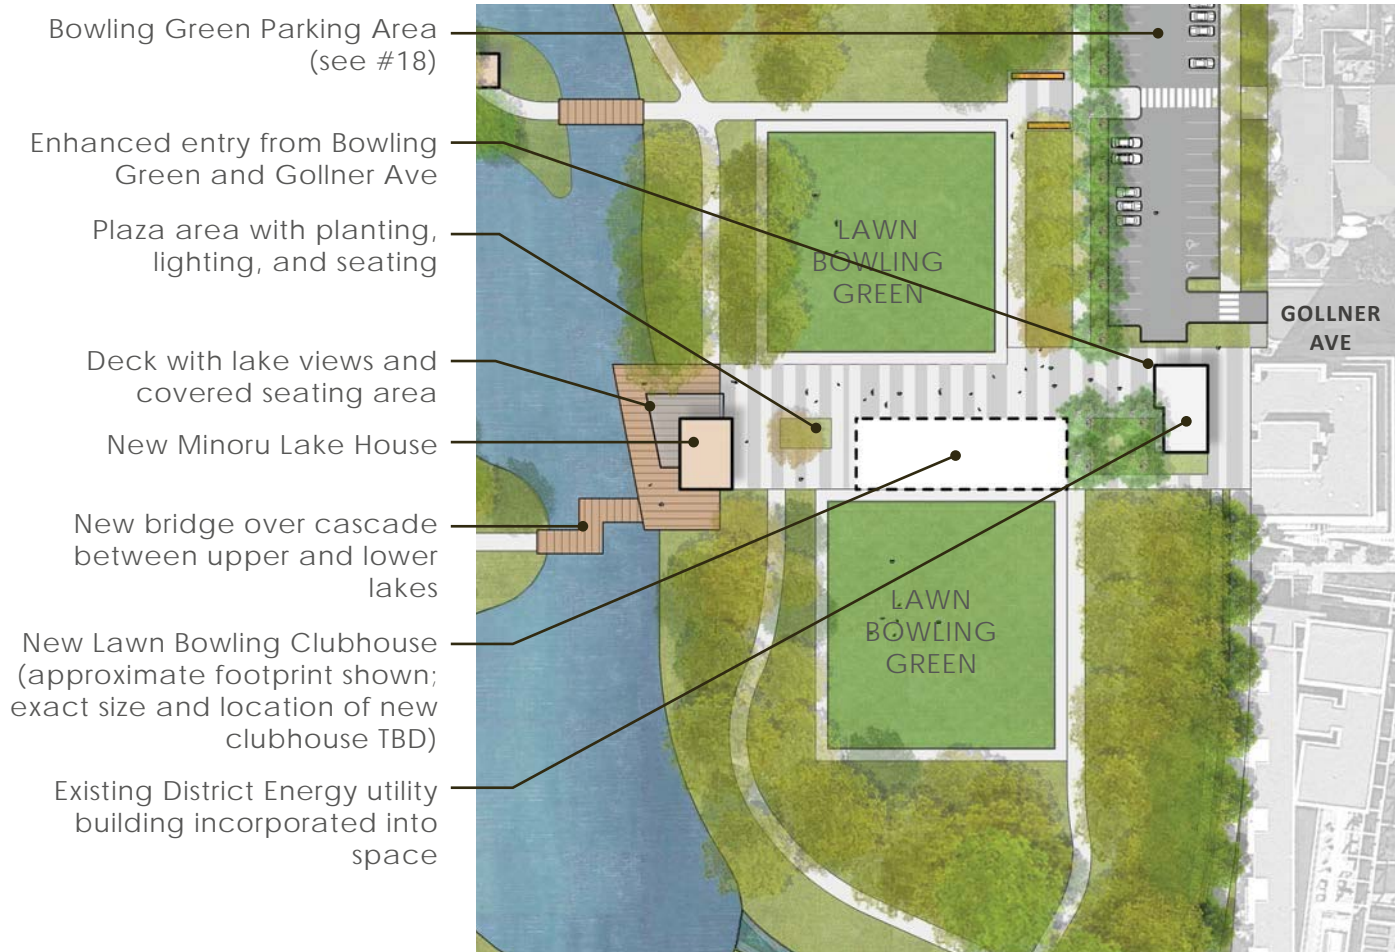 Bowling Green Parking Area
(see #18)
Enhanced entry from Bowling
Green and Gollner Ave
Plaza area with planting,
lighting, and seating
Deck with lake views and
covered seating area
New Minoru Lake House
New bridge over cascade
between upper and lower
lakes
New Lawn Bowling Clubhouse
(approximate footprint shown;
exact size and location of new
clubhouse TBD)
Existing District Energy utility
building incorporated into
space
LAWN
BOWLING
GREEN
GOLLNER
AVE
LAWN
BOWLING
GREEN